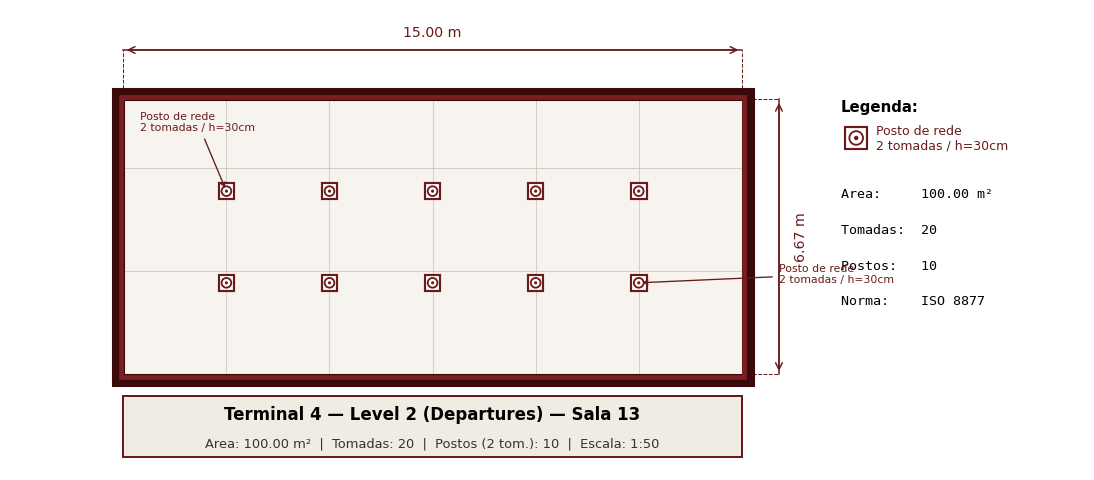 15.00 m
Posto de rede
2 tomadas / h=30cm
6.67 m
Posto de rede
2 tomadas / h=30cm
Legenda:
Posto de rede
2 tomadas / h=30cm
Area: 100.00 m²
Tomadas: 20
Postos: 10
Norma: ISO 8877
Terminal 4 — Level 2 (Departures) — Sala 13
Area: 100.00 m² | Tomadas: 20 | Postos (2 tom.): 10 | Escala: 1:50